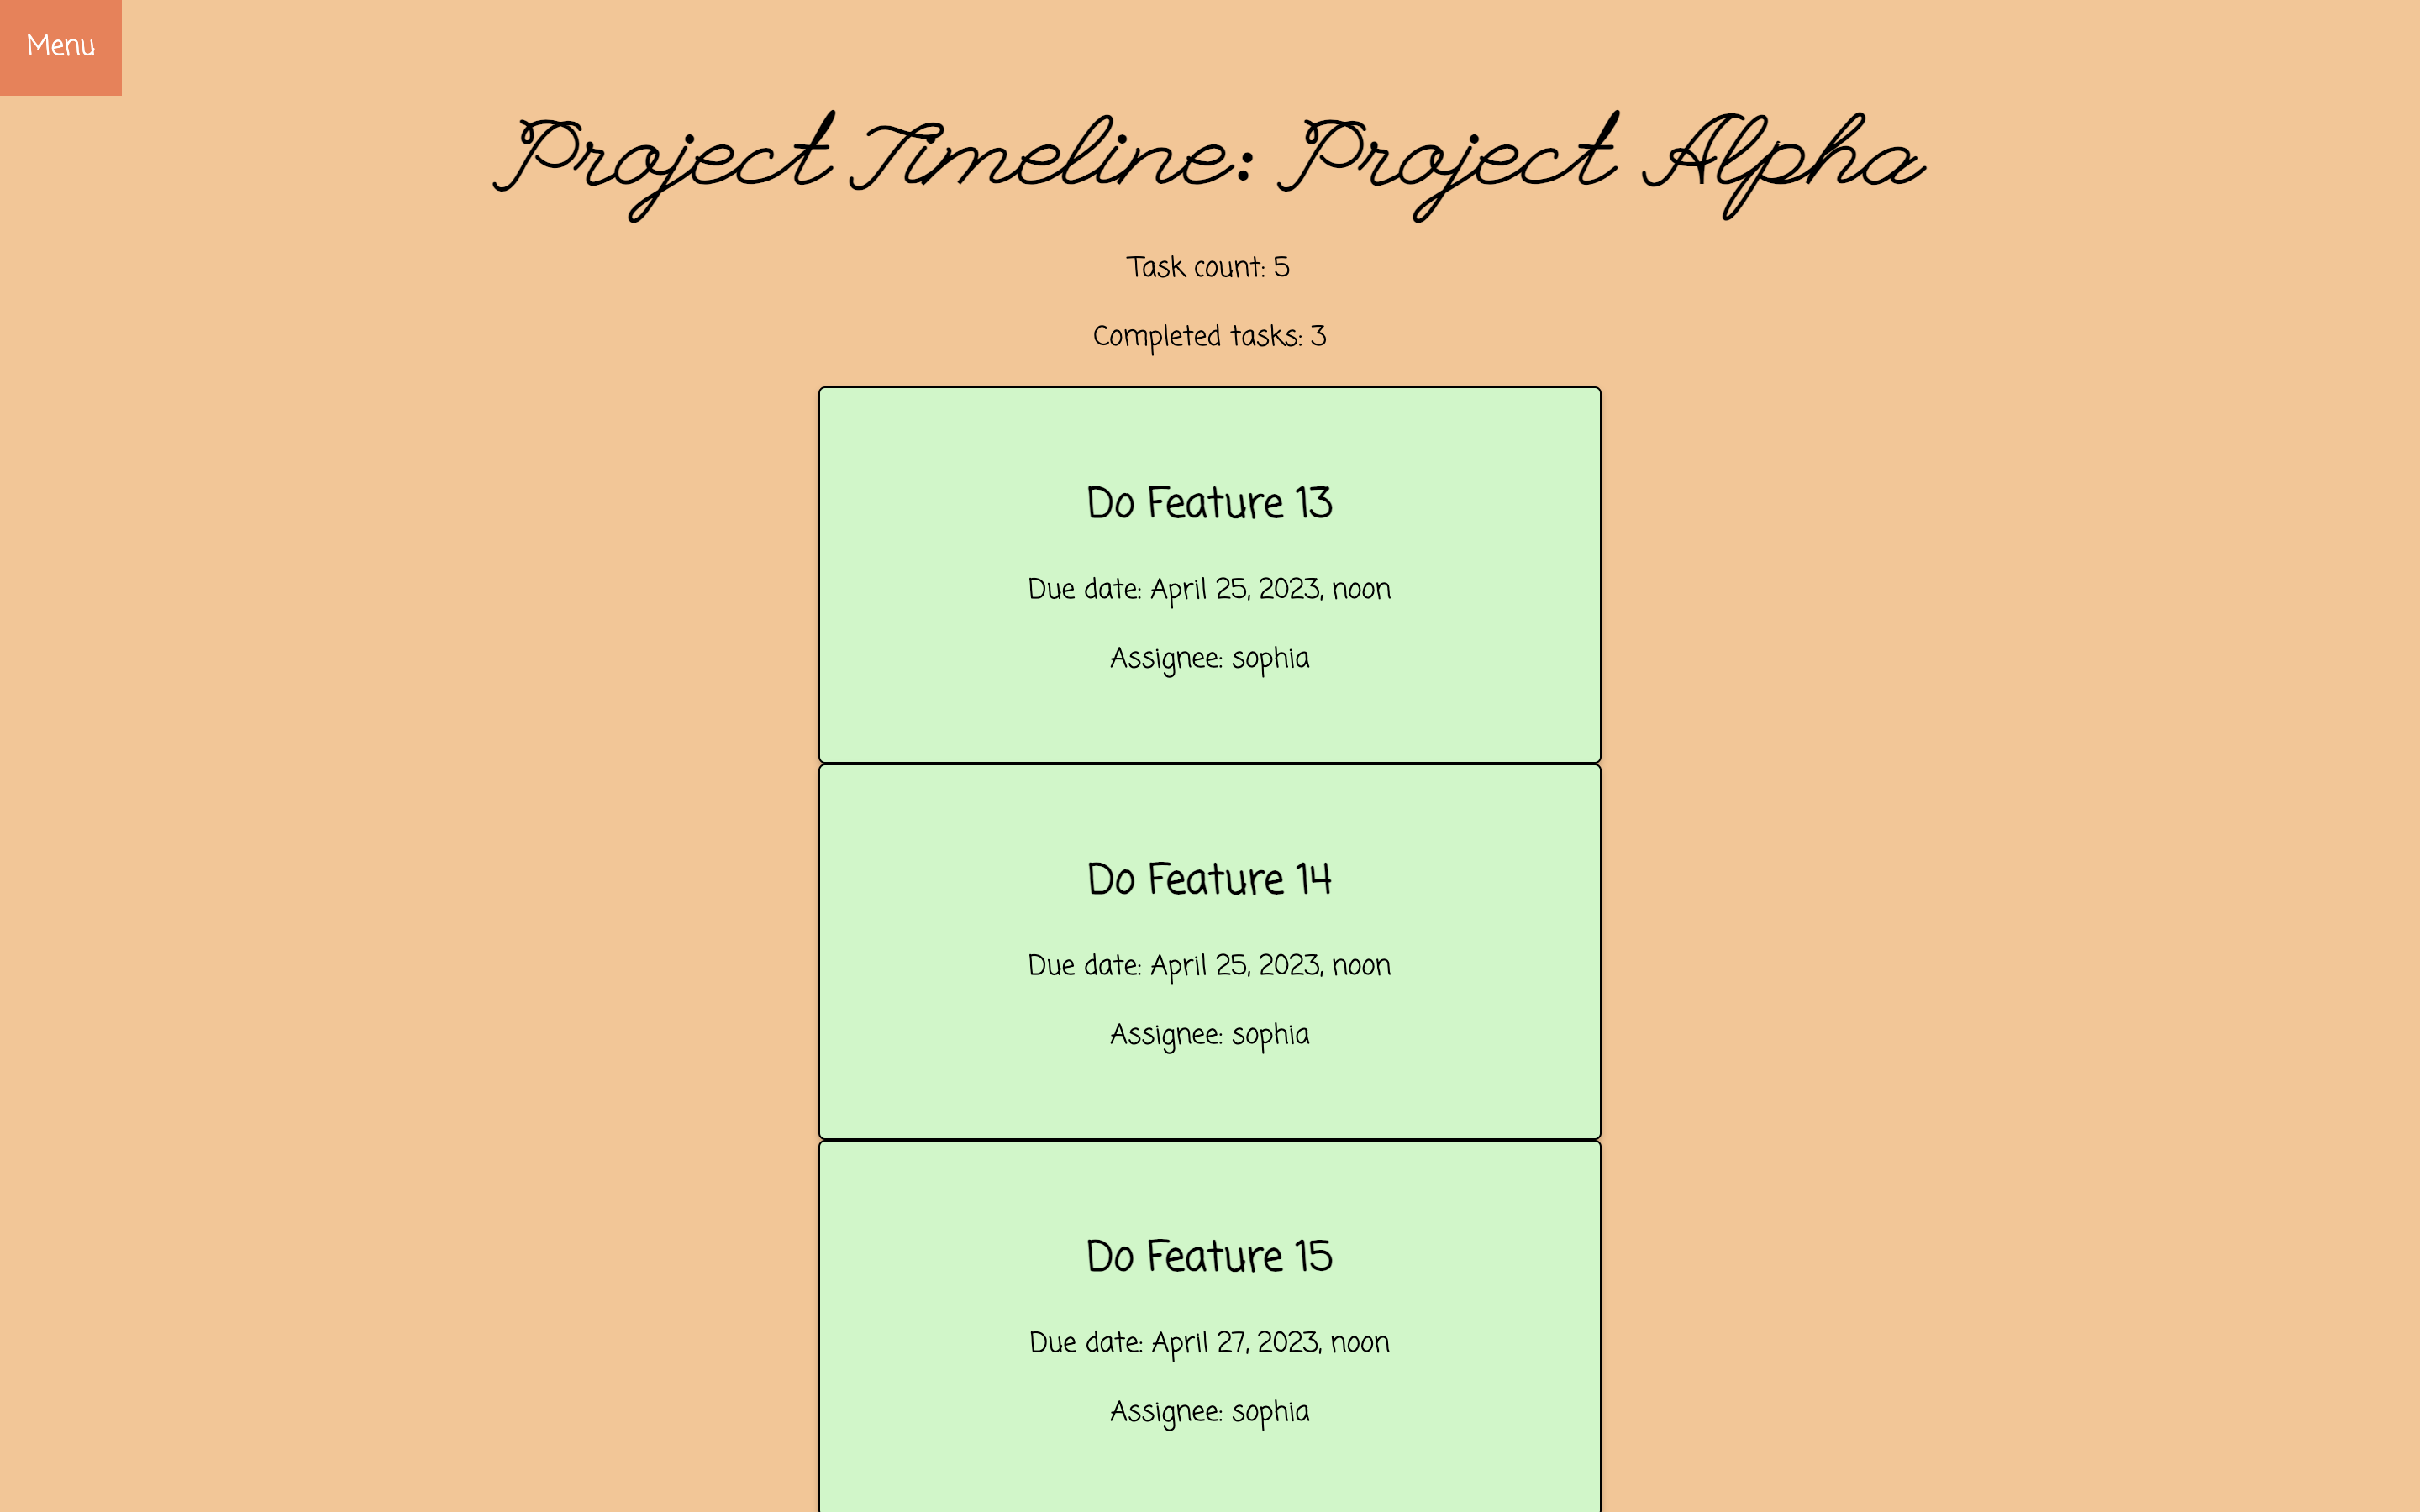 Menu
Project Timeline: Project Alpha
Task count: 5
Completed tasks: 3
Do Feature 13
Due date: April 25, 2023, noon
Assignee: sophia
Do Feature 14
Due date: April 25, 2023, noon
Assignee: sophia
Do Feature 15
Due date: April 27, 2023, noon
Assignee: sophia